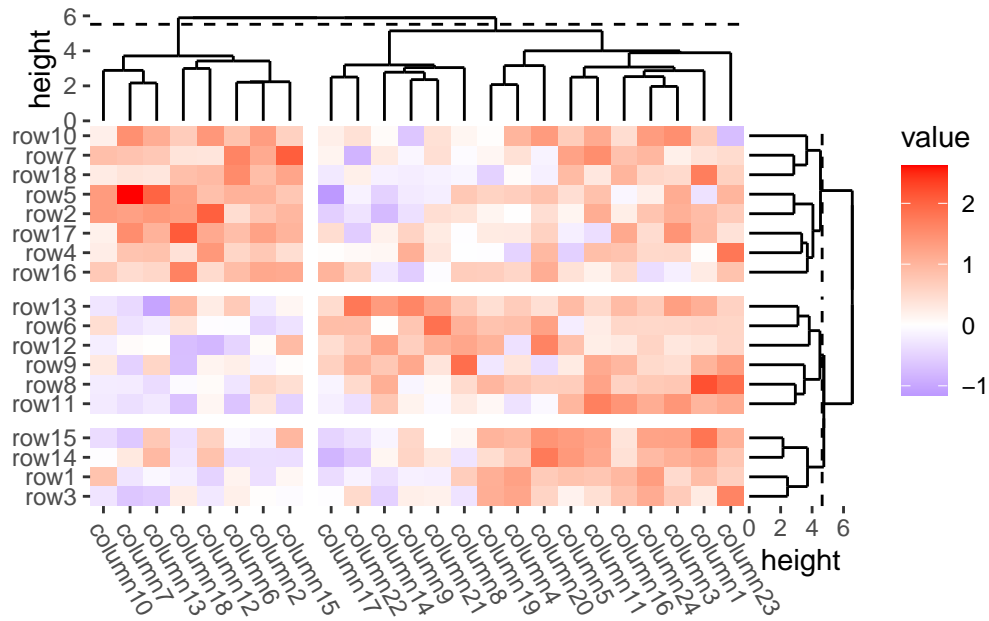 6
4
2
0
height
row10
row7
row18
row5
row2
row17
row4
row16
row13
row6
row12
row9
row8
row11
row15
row14
row1
row3
column10
column7
column13
column18
column12
column6
column2
column15
column17
column22
column14
column9
column21
column8
column19
column4
column20
column5
column11
column16
column24
column3
column1
column23
0 2 4 6
height
value
2
1
0
−1